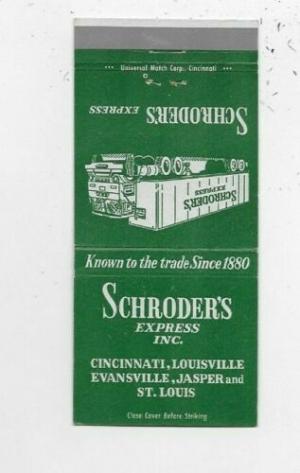 ••• Universal Match Corp., Cincinnati •••
SCHRODER'S
EXPRESS
SCHRODER'S
EXPRESS
Known to the trade Since 1880
SCHRODER'S
EXPRESS
INC.
CINCINNATI, LOUISVILLE
EVANSVILLE, JASPER and
ST. LOUIS
Close Cover Before Striking